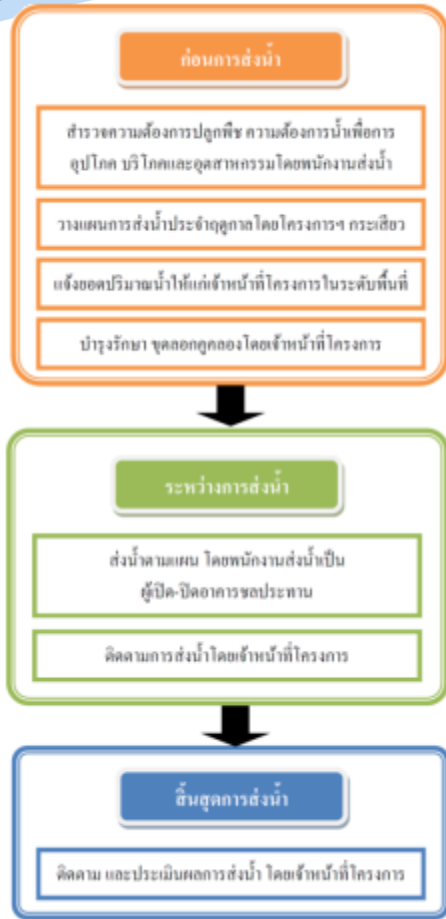 ก่อนการส่งน้ำ
สำรวจความต้องการปลูกพืช ความต้องการน้ำเพื่อการ
อุปโภค บริโภคและอุตสาหกรรมโดยพนักงานส่งน้ำ
วางแผนการส่งน้ำประจำฤดูกาลโดยโครงการฯ กระเสียว
แจ้งยอดปริมาณน้ำให้แก่เจ้าหน้าที่โครงการในระดับพื้นที่
บำรุงรักษา ขุดลอกคูคลองโดยเจ้าหน้าที่โครงการ
ระหว่างการส่งน้ำ
ส่งน้ำตามแผน โดยพนักงานส่งน้ำเป็น
ผู้เปิด-ปิดอาคารชลประทาน
ติดตามการส่งน้ำโดยเจ้าหน้าที่โครงการ
สิ้นสุดการส่งน้ำ
ติดตาม และประเมินผลการส่งน้ำ โดยเจ้าหน้าที่โครงการ